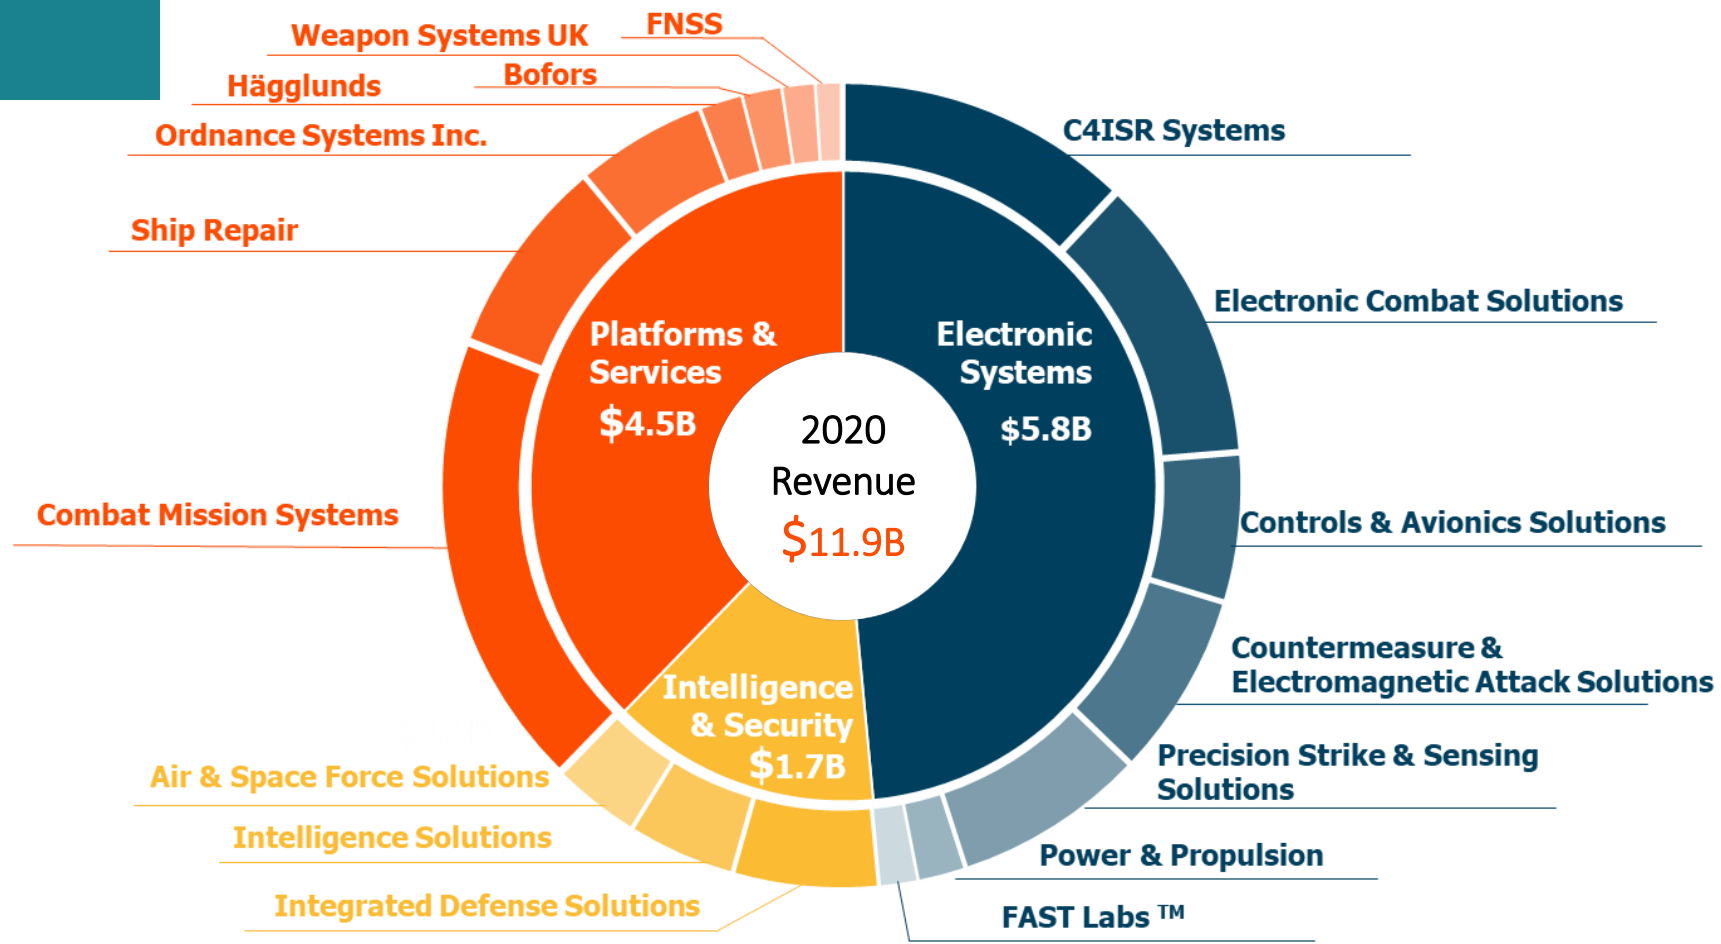 FNSS
Weapon Systems UK
Bofors
Hägglunds
Ordnance Systems Inc.
Ship Repair
Combat Mission Systems
Air & Space Force Solutions
Intelligence Solutions
Integrated Defense Solutions
Platforms &
Services
$4.5B
Electronic
Systems
$5.8B
2020
Revenue
$11.9B
Intelligence
& Security
$1.7B
C4ISR Systems
Electronic Combat Solutions
Controls & Avionics Solutions
Countermeasure &
Electromagnetic Attack Solutions
Precision Strike & Sensing
Solutions
Power & Propulsion
FAST Labs ™